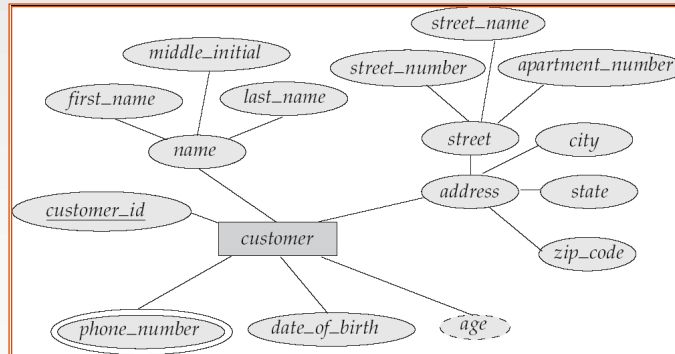 street_name
middle_initial
street_number
apartment_number
first_name
last_name
street
city
name
address
state
customer_id
customer
zip_code
phone_number
date_of_birth
age